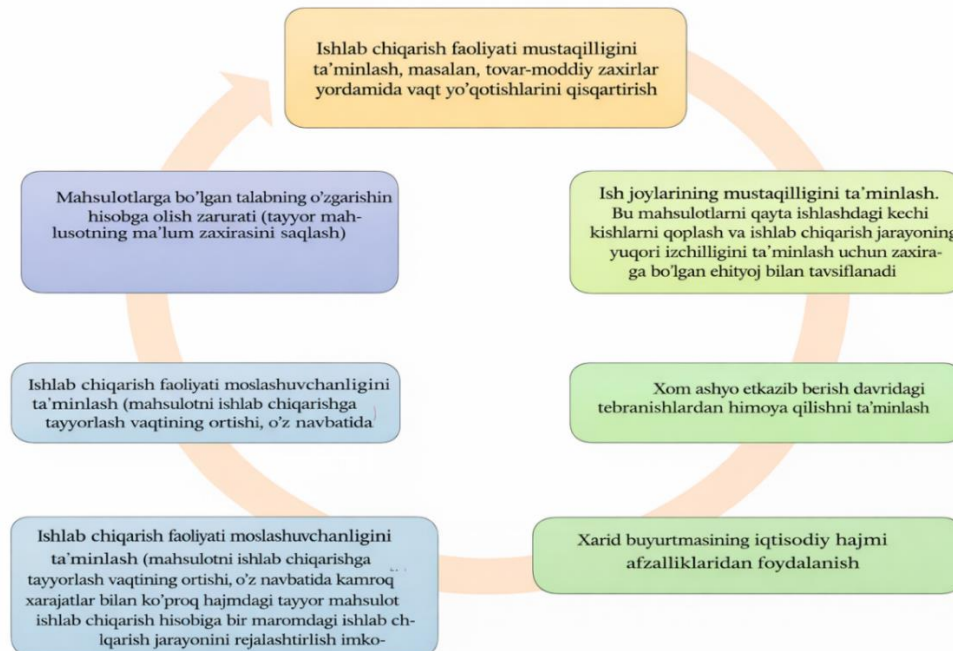 Ishlab chiqarish faoliyati mustaqilligini
ta’minlash, masalan, tovar-moddiy zaxirlar
yordamida vaqt yo’qotishlarini qisqartirish
Ish joylarining mustaqilligini ta’minlash.
Bu mahsulotlarni qayta ishlashdagi kechi
kishlarni qoplash va ishlab chiqarish jarayoning
yuqori izchilligini ta’minlash uchun zaxira-
ga bo’lgan ehityoj bilan tavsiflanadi
Xom ashyo etkazib berish davridagi
tebranishlardan himoya qilishni ta’minlash
Xarid buyurtmasining iqtisodiy hajmi
afzalliklaridan foydalanish
Ishlab chiqarish faoliyati moslashuvchanligini
ta’minlash (mahsulotni ishlab chiqarishga
tayyorlash vaqtining ortishi, o’z navbatida kamroq
xarajatlar bilan ko’proq hajmdagi tayyor mahsulot
ishlab chiqarish hisobiga bir maromdagi ishlab ch-
lqarish jarayonini rejalashtirlish imko-
Ishlab chiqarish faoliyati moslashuvchanligini
ta’minlash (mahsulotni ishlab chiqarishga
tayyorlash vaqtining ortishi, o’z navbatida
Mahsulotlarga bo’lgan talabning o’zgarishin
hisobga olish zarurati (tayyor mah-
lusotning ma’lum zaxirasini saqlash)